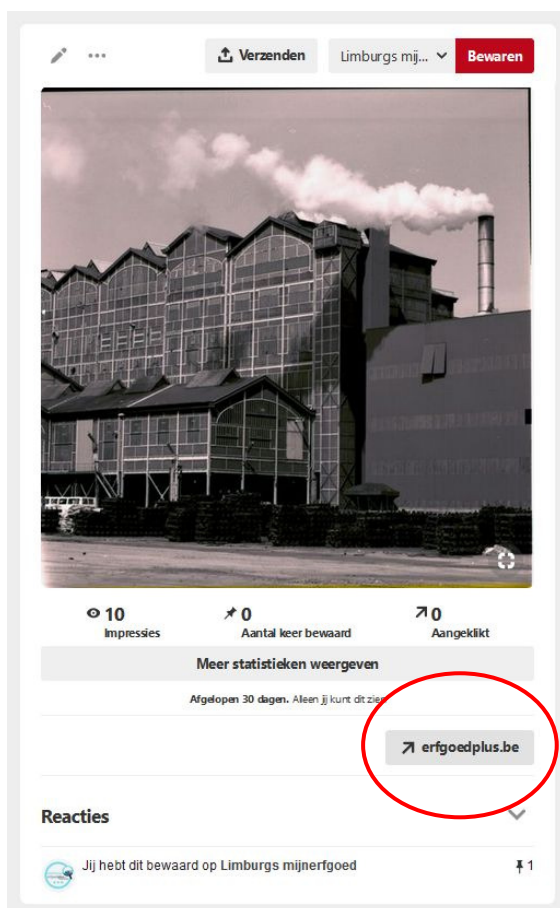 Verzenden
Limburgs mij...
Bewaren
10
Impressies
0
Aantal keer bewaard
0
Aangeklikt
Meer statistieken weergeven
Afgelopen 30 dagen. Alleen jij kunt dit zien
erfgoedplus.be
Reacties
Jij hebt dit bewaard op Limburgs mijnerfgoed
1